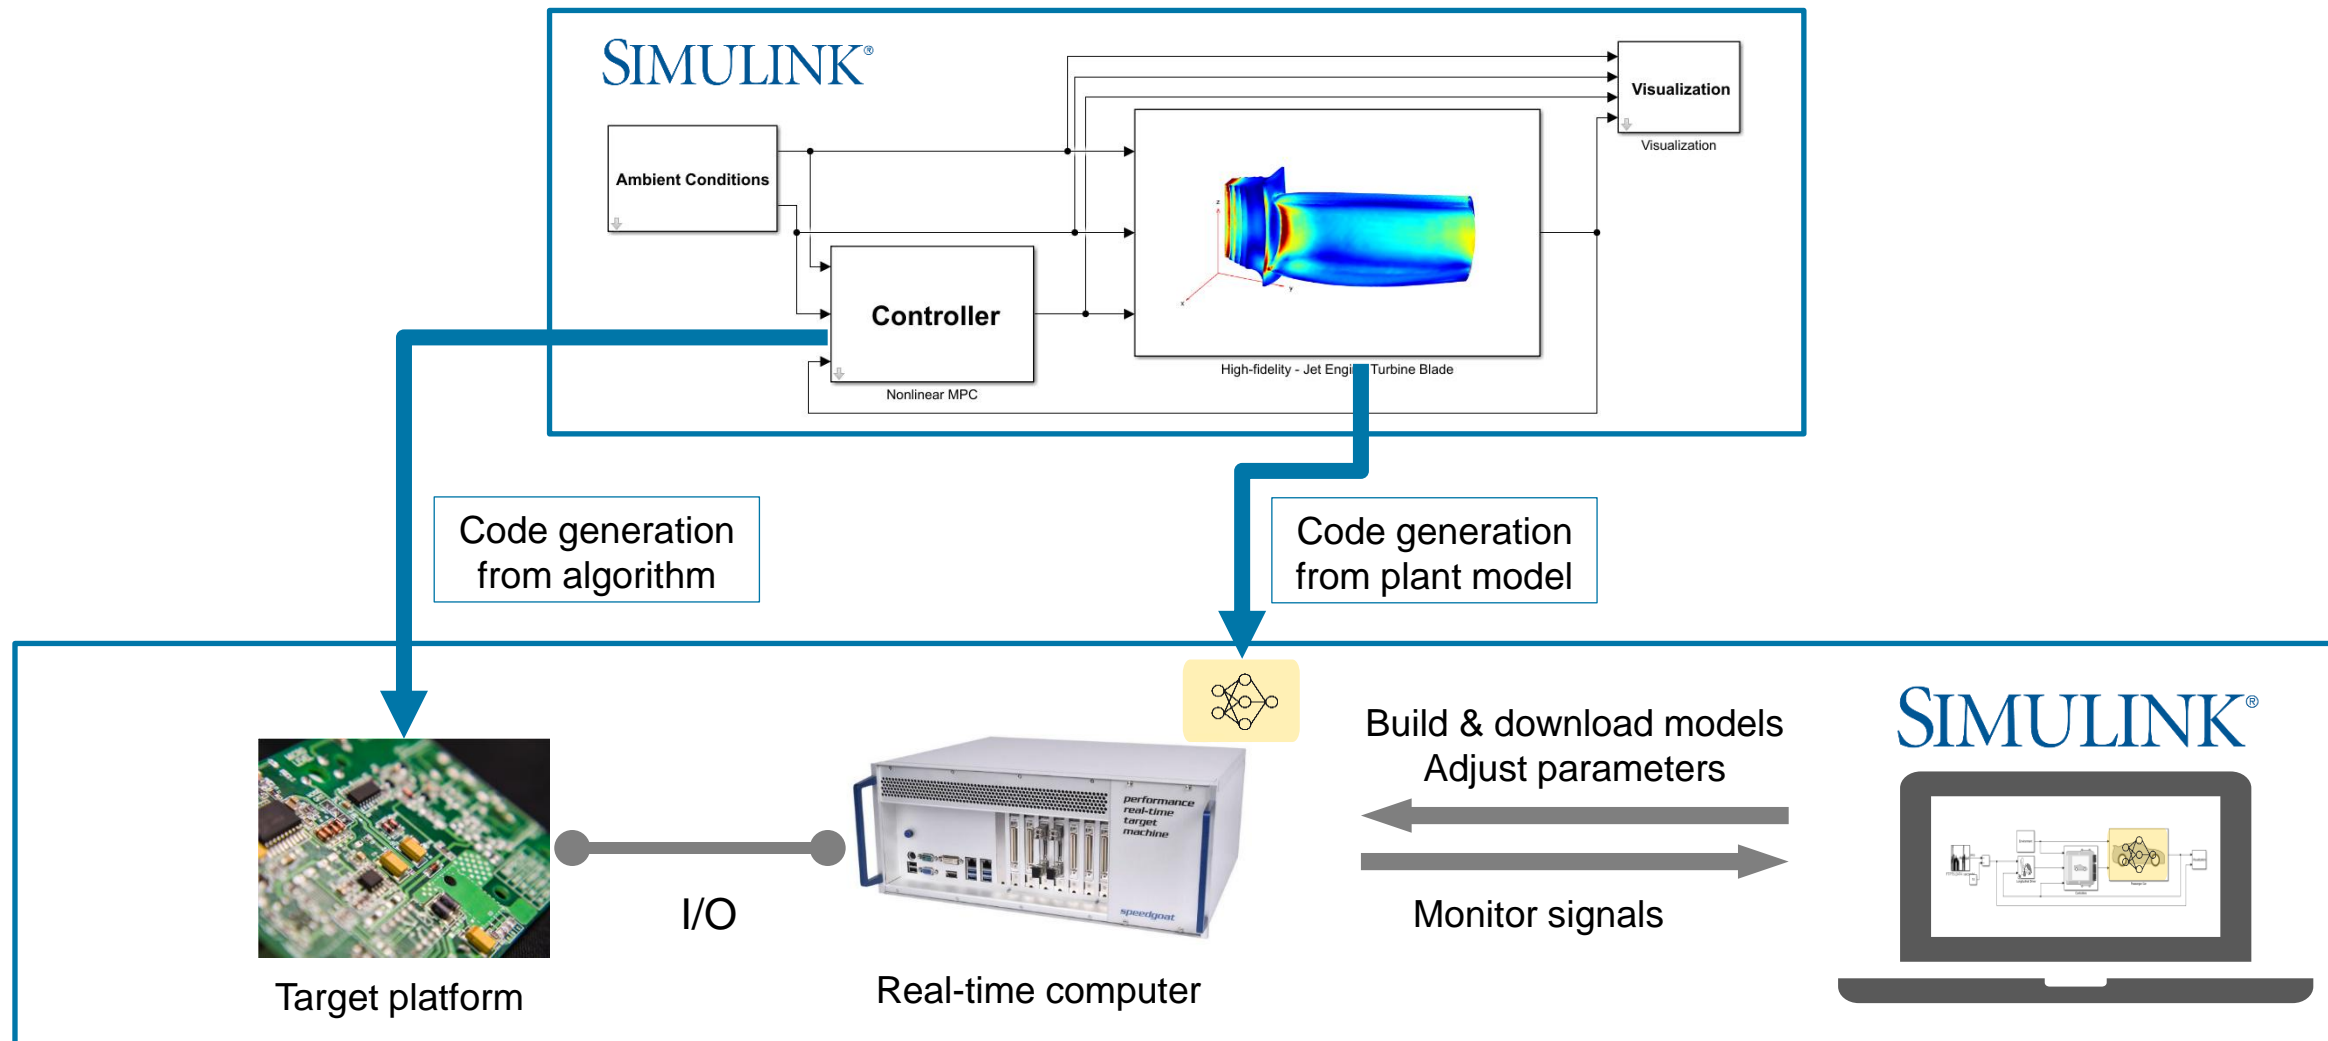 SIMULINK®
Visualization
Visualization
Ambient Conditions
z
x
y
Controller
Nonlinear MPC
High-fidelity - Jet Engi Turbine Blade
Code generation
from algorithm
Code generation
from plant model
Build & download models
Adjust parameters
SIMULINK®
performance
real-time
target
machine
speedgoat
I/O
Monitor signals
Target platform
Real-time computer